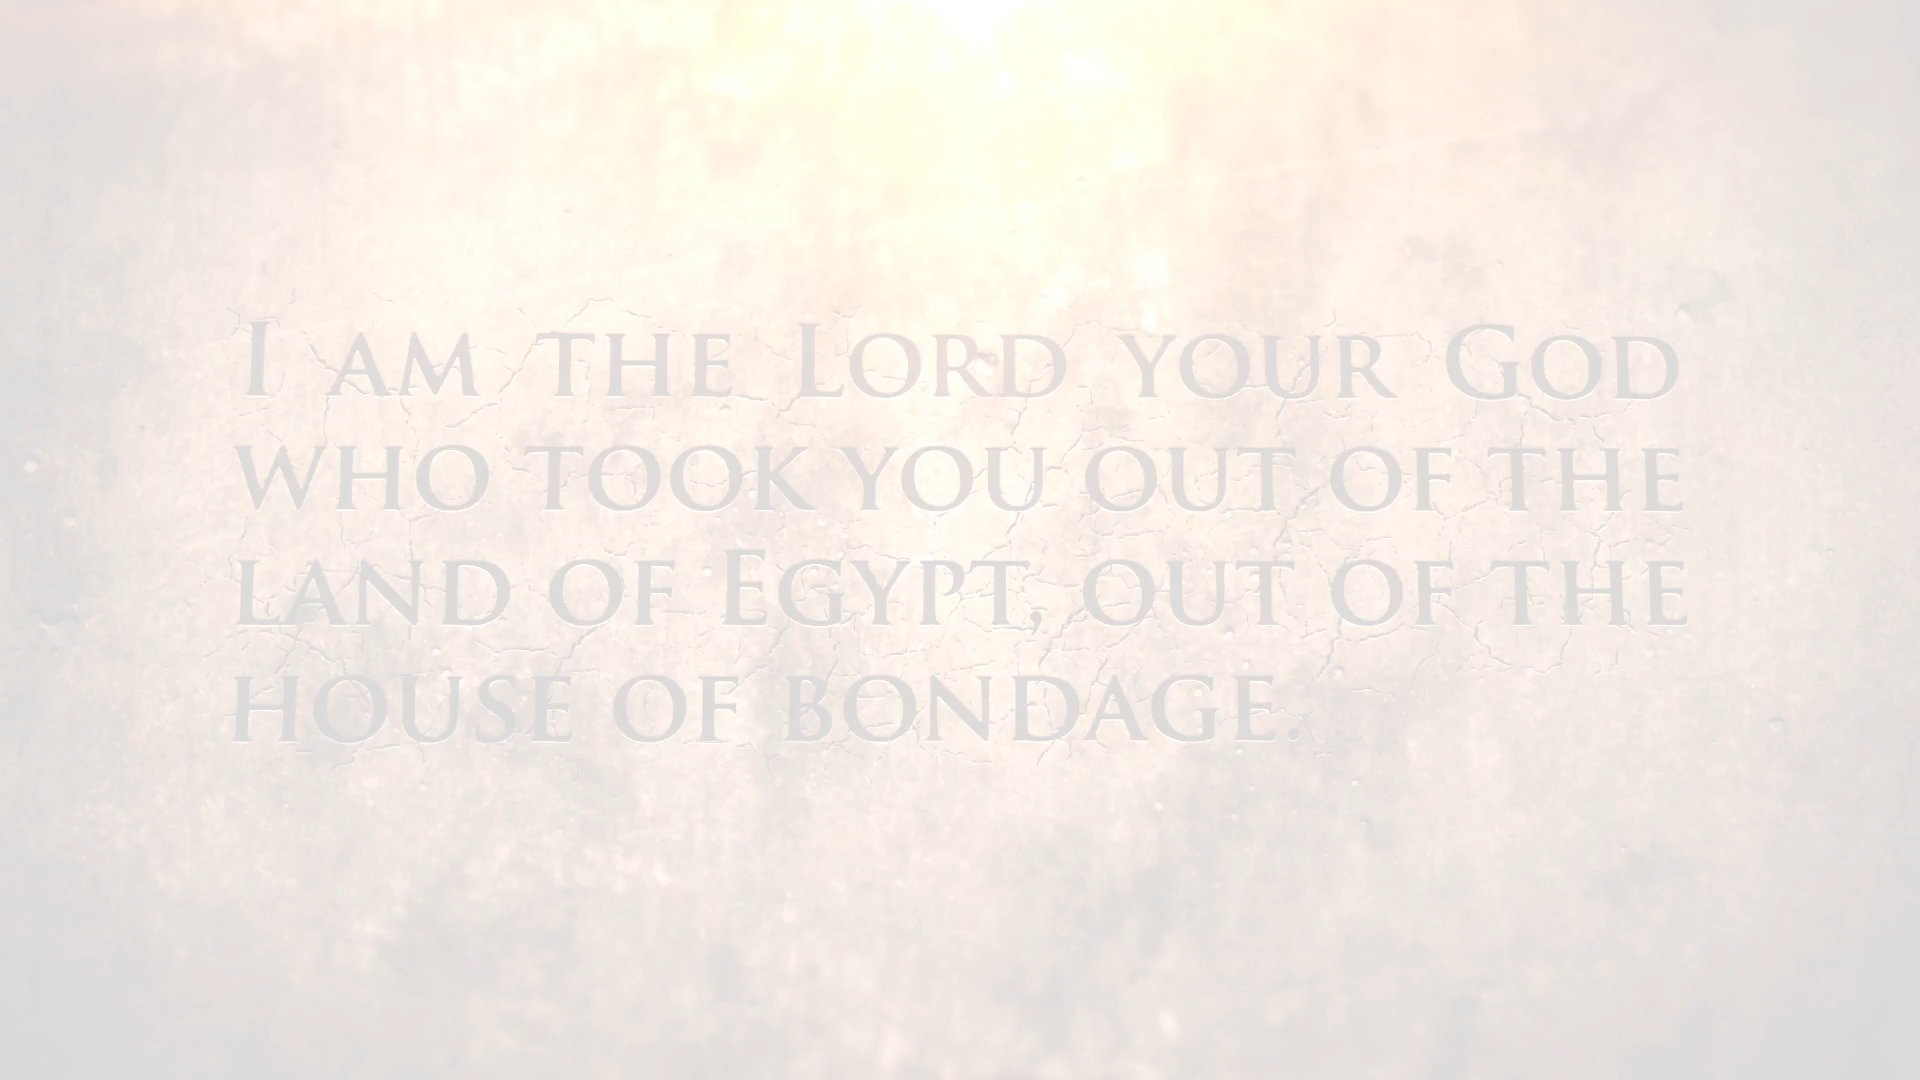 I am the Lord your God
who took you out of the
land of Egypt, out of the
house of bondage.